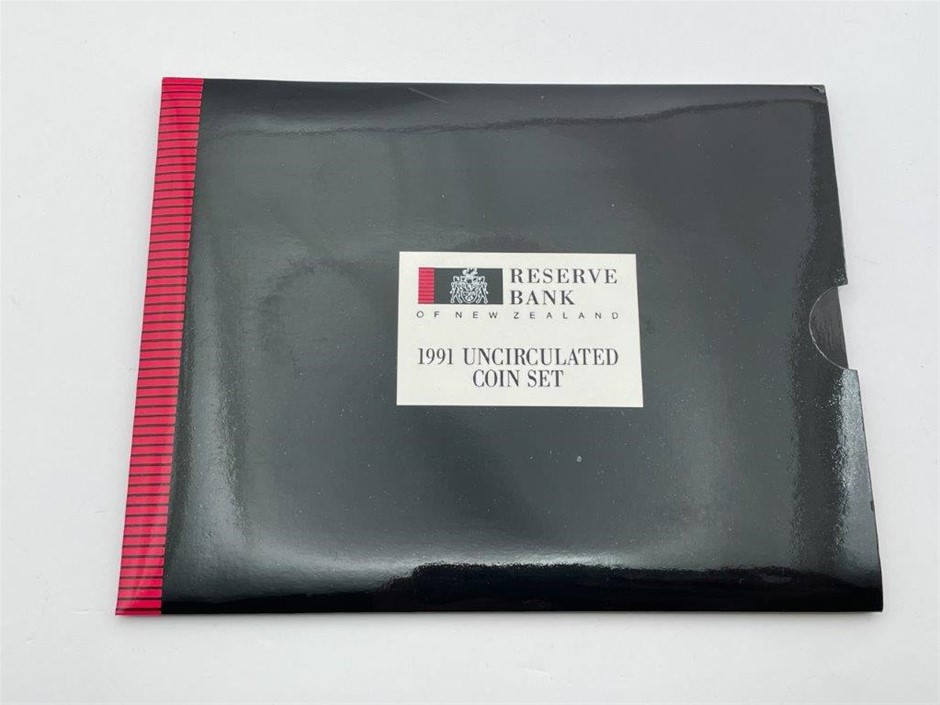 RESERVE
BANK
OF NEW ZEALAND
1991 UNCIRCULATED
COIN SET